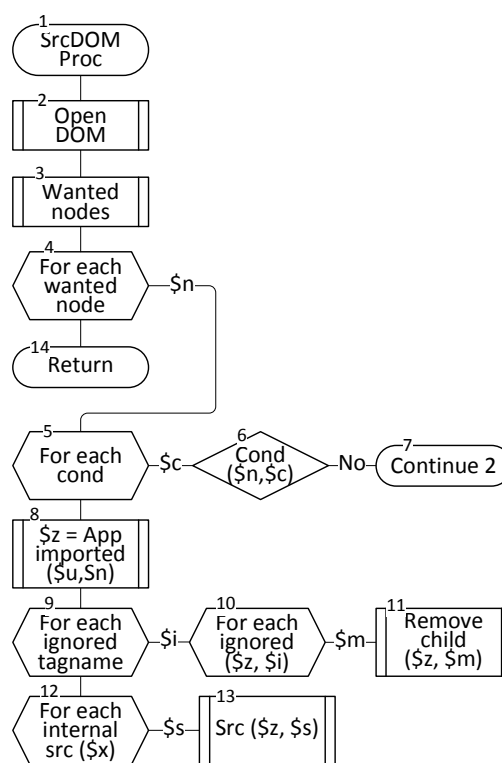 1
SrcDOM
Proc
2
Open
DOM
3
Wanted
nodes
4
For each
wanted
node
$n
14
Return
5
For each
cond
$c
6
Cond
($n,$c)
No
7
Continue 2
8
$z = App
imported
($u,Sn)
9
For each
ignored
tagname
$i
10
For each
ignored
($z, $i)
$m
11
Remove
child
($z, $m)
12
For each
internal
src ($x)
$s
13
Src ($z, $s)